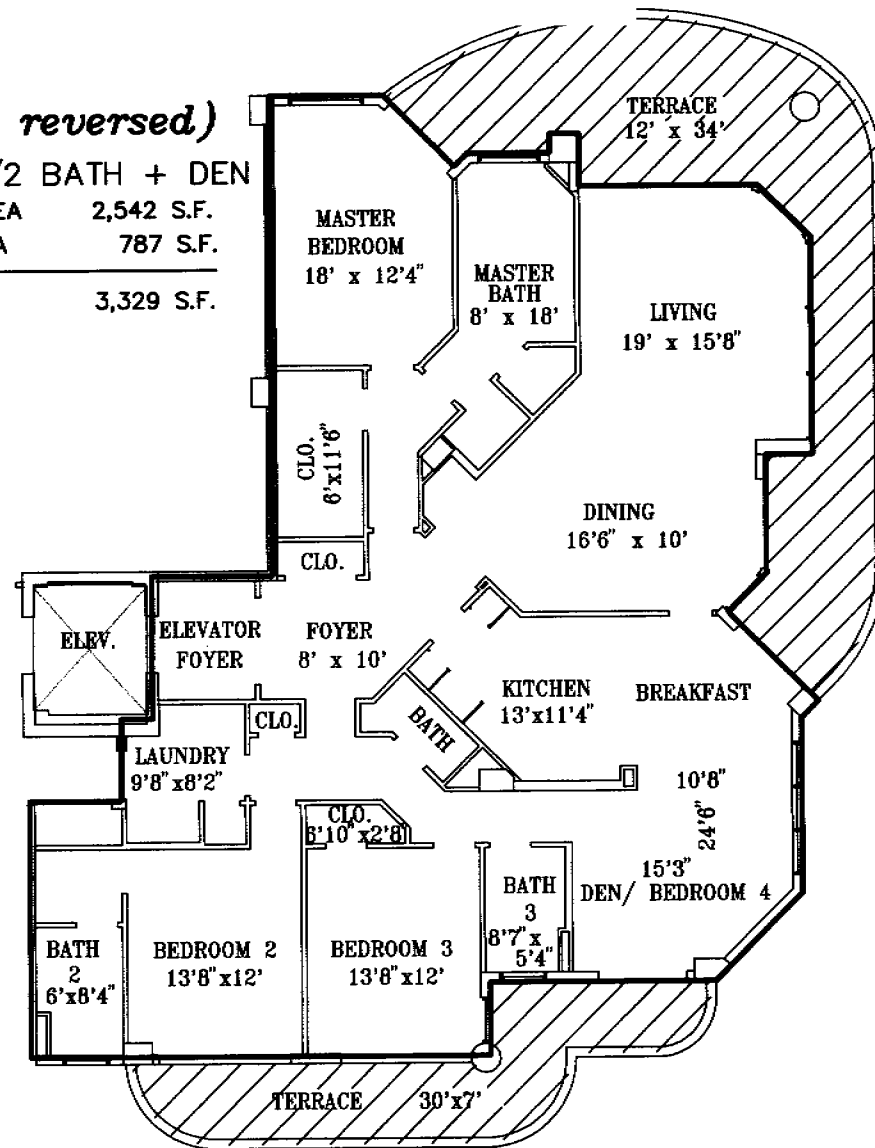 reversed)
/2 BATH + DEN
EA 2,542 S.F.
A 787 S.F.
3,329 S.F.
TERRACE
12' x 34'
MASTER
BEDROOM
18' x 12'4"
MASTER
BATH
8' x 18'
LIVING
19' x 15'8"
CLO.
6'x11'6"
DINING
16'6" x 10'
CLO.
ELEV.
ELEVATOR
FOYER
FOYER
8' x 10'
KITCHEN
13'x11'4"
BREAKFAST
CLO.
BATH
LAUNDRY
9'8"x8'2"
10'8"
24'6"
CLO.
6'10"x2'8"
15'3"
DEN/ BEDROOM 4
BATH
3
8'7"x
5'4"
BATH
2
6'x8'4"
BEDROOM 2
13'8"x12'
BEDROOM 3
13'8"x12'
TERRACE 30'x7'